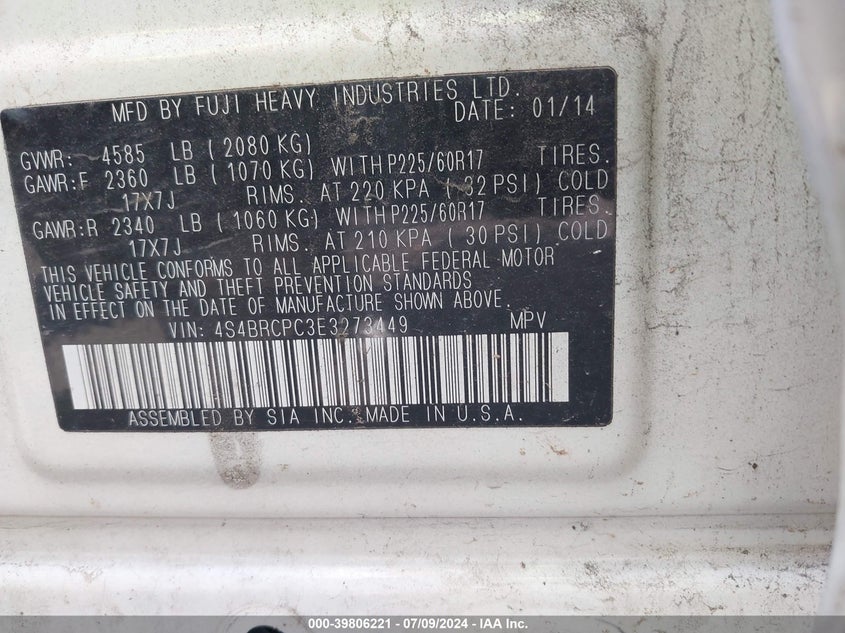 MFD BY FUJI HEAVY INDUSTRIES LTD.
DATE: 01/14
GVWR: 4585 LB ( 2080 KG)
GAWR:F 2360 LB ( 1070 KG) WITH P225/60R17 TIRES.
17X7J RIMS. AT 220 KPA ( 32 PSI) COLD
GAWR:R 2340 LB ( 1060 KG) WITH P225/60R17 TIRES.
17X7J RIMS. AT 210 KPA ( 30 PSI) COLD
THIS VEHICLE CONFORMS TO ALL APPLICABLE FEDERAL MOTOR
VEHICLE SAFETY AND THEFT PREVENTION STANDARDS
IN EFFECT ON THE DATE OF MANUFACTURE SHOWN ABOVE.
VIN: 4S4BRCPC3E3273449 MPV
ASSEMBLED BY SIA INC. MADE IN U.S.A.
000-39806221 - 07/09/2024 - IAA Inc.